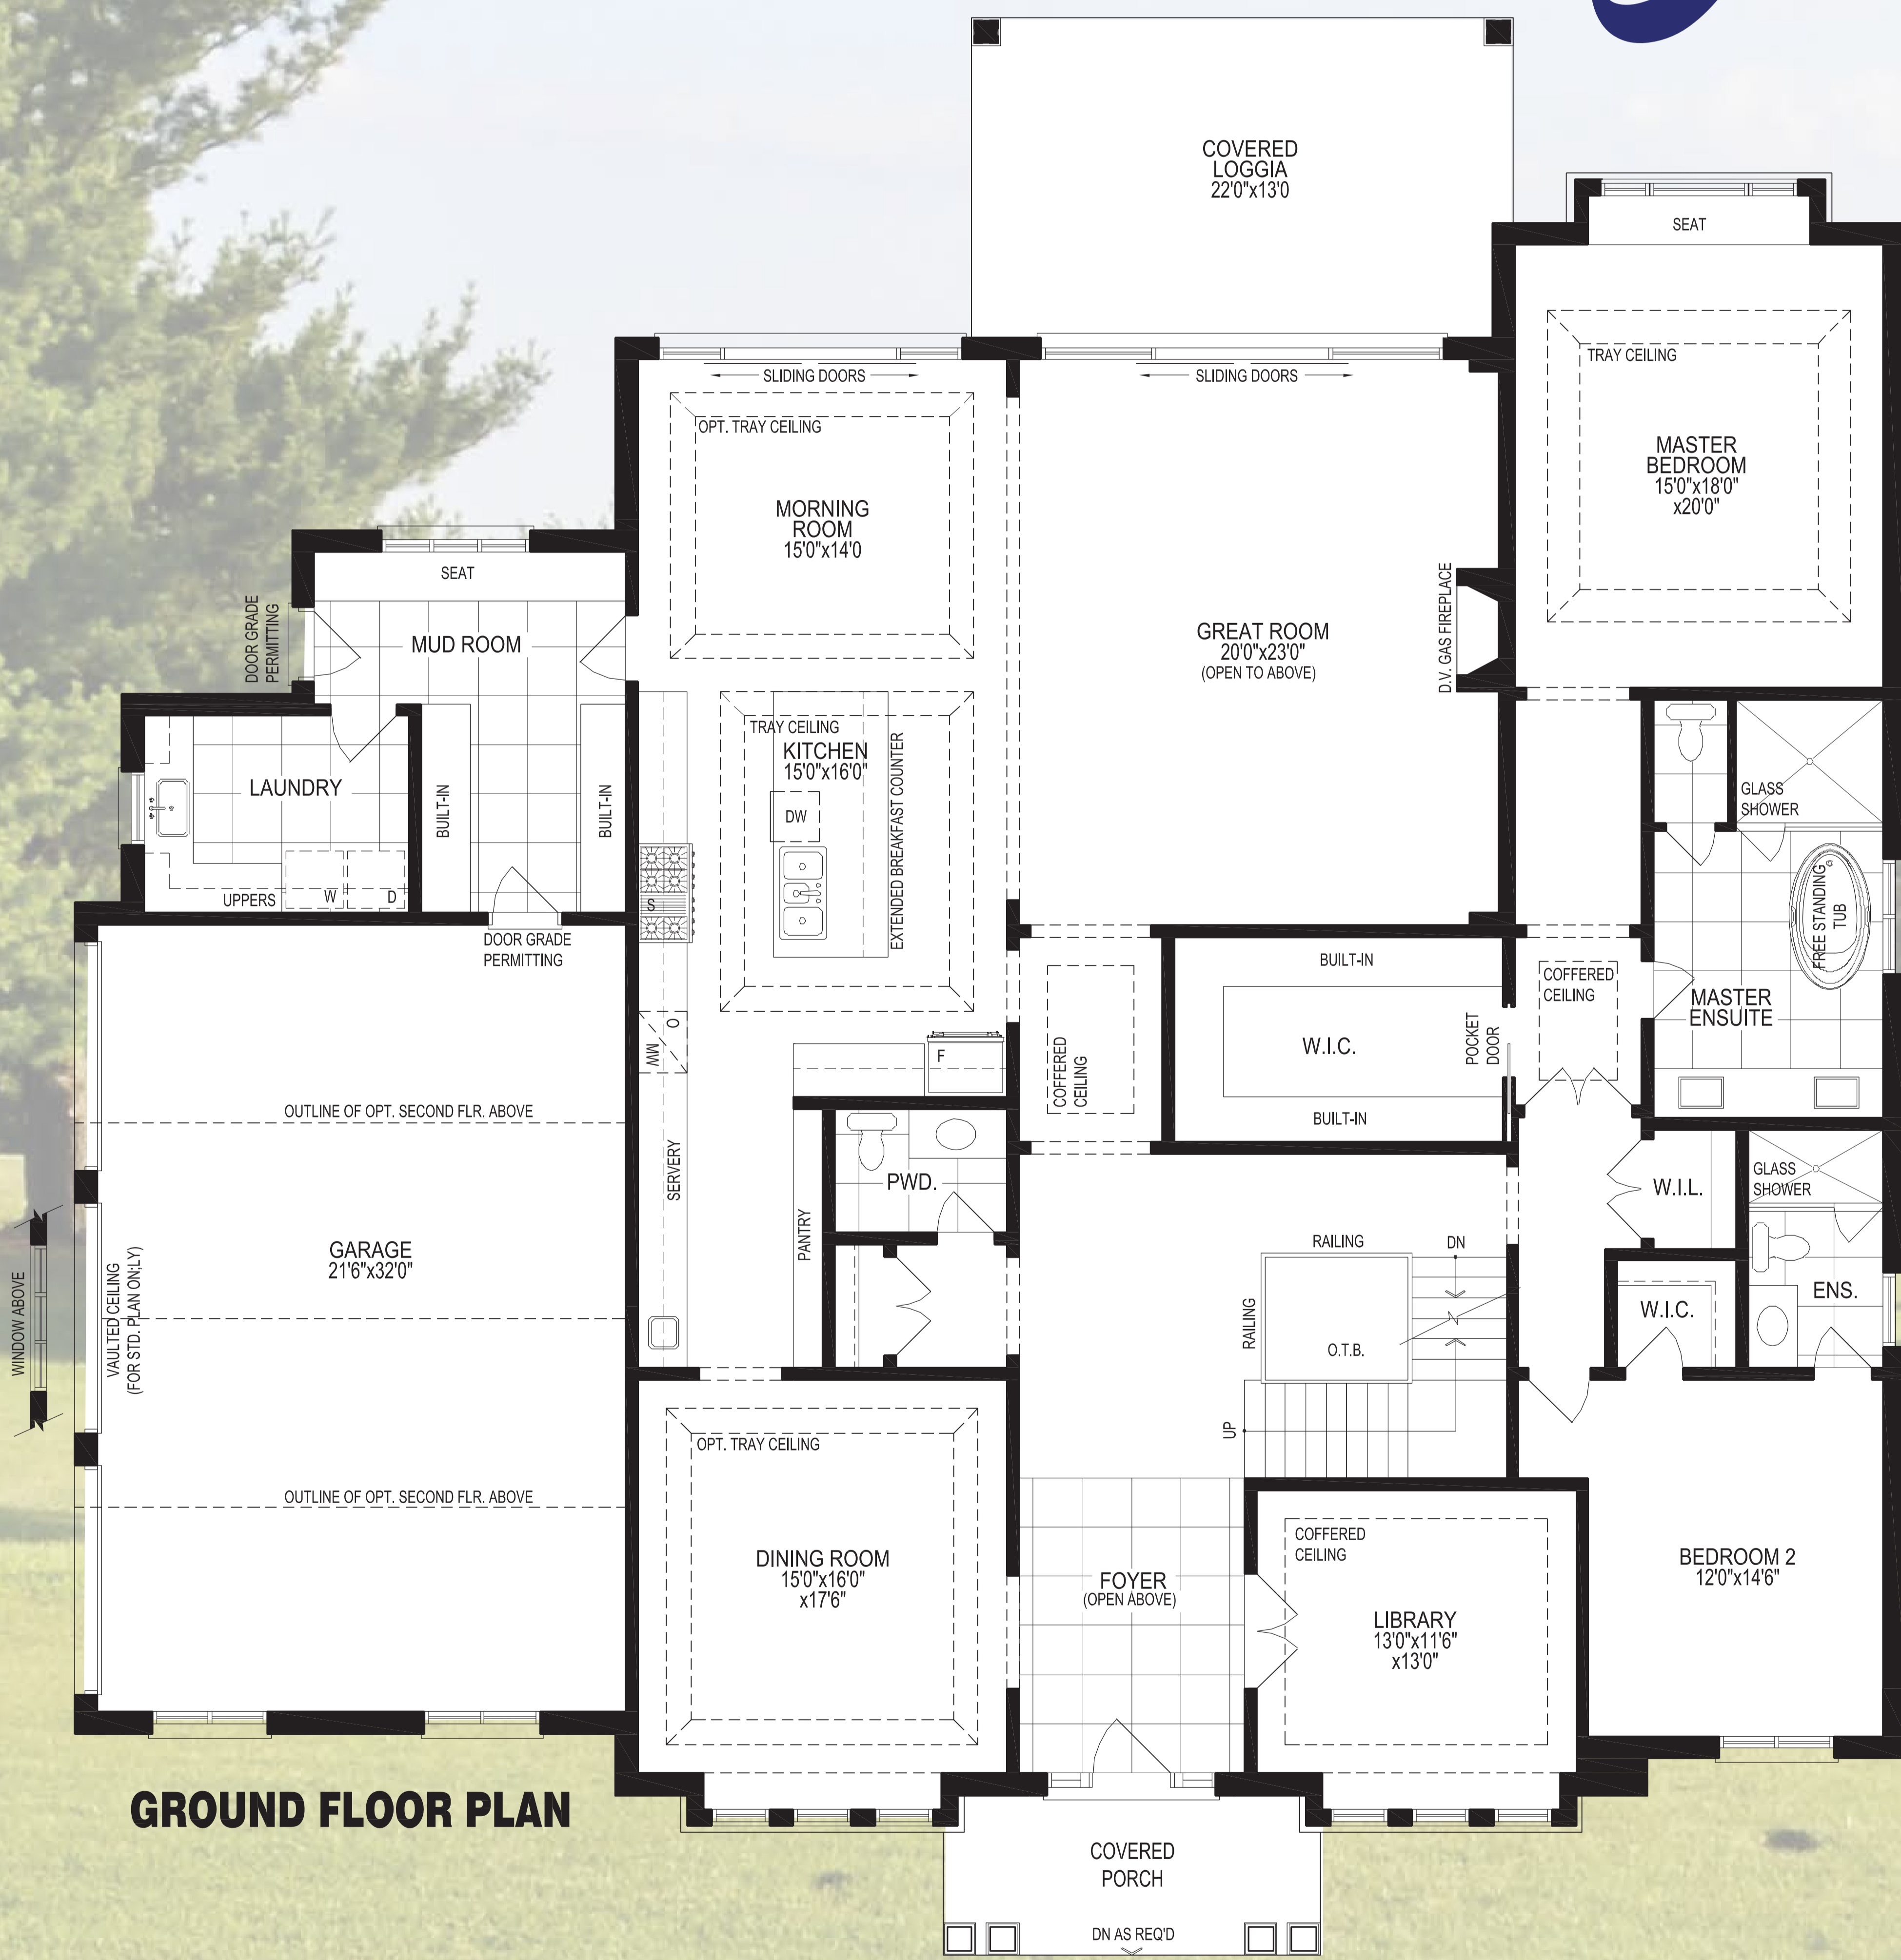 COVERED
LOGGIA
22'0"x13'0
SEAT
SLIDING DOORS
SLIDING DOORS
TRAY CEILING
OPT. TRAY CEILING
MASTER
BEDROOM
15'0"x18'0"
x20'0"
MORNING
ROOM
15'0"x14'0
SEAT
DOOR GRADE
PERMITTING
MUD ROOM
GREAT ROOM
20'0"x23'0"
(OPEN TO ABOVE)
D.V. GAS FIREPLACE
TRAY CEILING
KITCHEN
15'0"x16'0"
EXTENDED BREAKFAST COUNTER
DW
S
LAUNDRY
BUILT-IN
BUILT-IN
UPPERS
W
D
DOOR GRADE
PERMITTING
GLASS
SHOWER
FREE STANDING
TUB
BUILT-IN
COFFERED
CEILING
MASTER
ENSUITE
W.I.C.
POCKET
DOOR
COFFERED
CEILING
BUILT-IN
O
MW
F
OUTLINE OF OPT. SECOND FLR. ABOVE
SERVERY
PWD.
PANTRY
GLASS
SHOWER
W.I.L.
RAILING
DN
RAILING
O.T.B.
UP
W.I.C.
ENS.
GARAGE
21'6"x32'0"
VAULTED CEILING
(FOR STD. PLAN ON;LY)
WINDOW ABOVE
OPT. TRAY CEILING
OUTLINE OF OPT. SECOND FLR. ABOVE
DINING ROOM
15'0"x16'0"
x17'6"
FOYER
(OPEN ABOVE)
COFFERED
CEILING
LIBRARY
13'0"x11'6"
x13'0"
BEDROOM 2
12'0"x14'6"
GROUND FLOOR PLAN
COVERED
PORCH
DN AS REQ'D